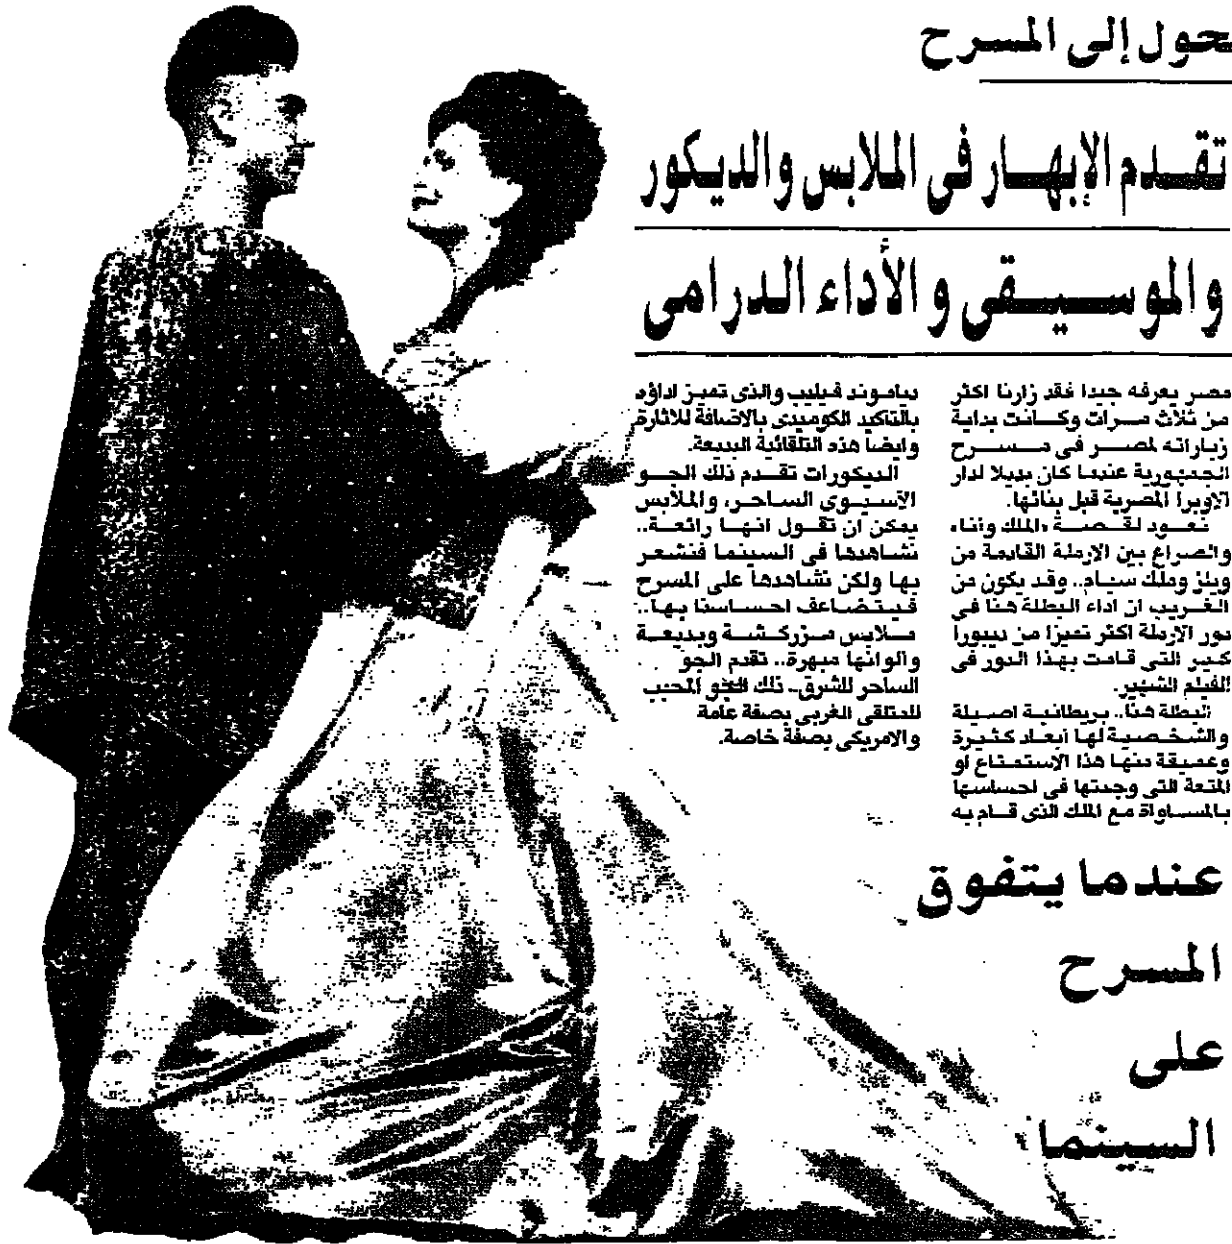 تحول إلى المسرح
تقدم الإبهار فى الملابس والديكور
والموسيقى والأداء الدرامى
مصر يعرفه جيدا فقد زارنا اكثر
من ثلاث مرات وكانت بداية
زياراته لمصر فى مسرح
الجمهورية عندما كان بديلا لدار
الاوبرا المصرية قبل بنائها.
نعود لقصة «الملك وأنا»
والصراع بين الارملة القادمة من
ويلز وملك سيام.. وقد يكون من
الغريب ان اداء البطلة هنا فى
دور الارملة اكثر تميزا من ديبورا
كير التى قامت بهذا الدور فى
الفيلم الشهير.
البطلة هنا.. بريطانية اصيلة
والشخصية لها أبعاد كثيرة
وعميقة منها هذا الإستمتاع او
المتعة التى وجدتها فى احساسها
بالمساواة مع الملك الذى قام به
فيليب والذى تميز اداؤه
بالتاكيد الكوميدى بالاضافة للاثارة
وايضا هذه التلقائية البديعة.
الديكورات تقدم ذلك الجو
الآسيوى الساحر، والملابس
يمكن ان نقول انها رائعة..
نشاهدها فى السينما فنشعر
بها ولكن نشاهدها على المسرح
فيتضاعف احساسنا بها..
ملابس مزركشة وبديعة
والوانها مبهرة.. تقدم الجو
الساحر للشرق.. ذلك الجو المحبب
للمتلقى الغربى بصفة عامة
والامريكى بصفة خاصة.
عندما يتفوق
المسرح
على
السينما